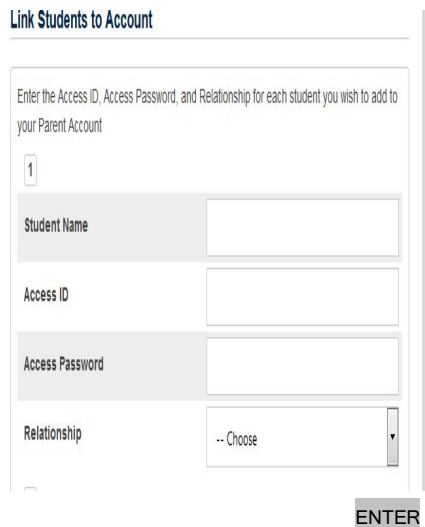 Link Students to Account
Enter the Access ID, Access Password, and Relationship for each student you wish to add to
your Parent Account
1
Student Name
Access ID
Access Password
Relationship
-- Choose
ENTER